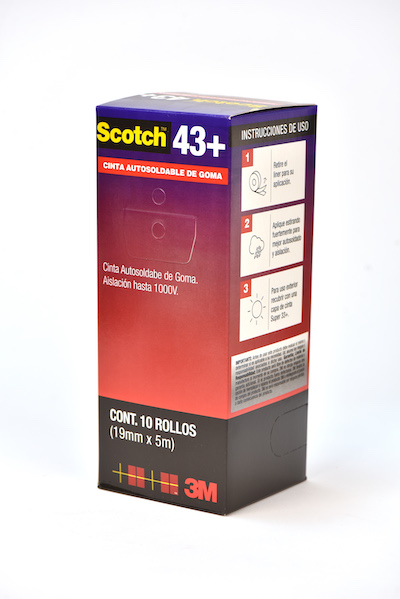 Scotch™ 43+
CINTA AUTOSOLDABLE DE GOMA
Cinta Autosoldabe de Goma.
Aislación hasta 1000V.
CONT. 10 ROLLOS
(19mm x 5m)
3M
INSTRUCCIONES DE USO
1
Retire el
liner para su
aplicación.
2
Aplique estirando
fuertemente para
mejor autosoldado
y aislación.
3
Para uso exterior
recubrir con una
capa de cinta
Super 33+.
IMPORTANTE: